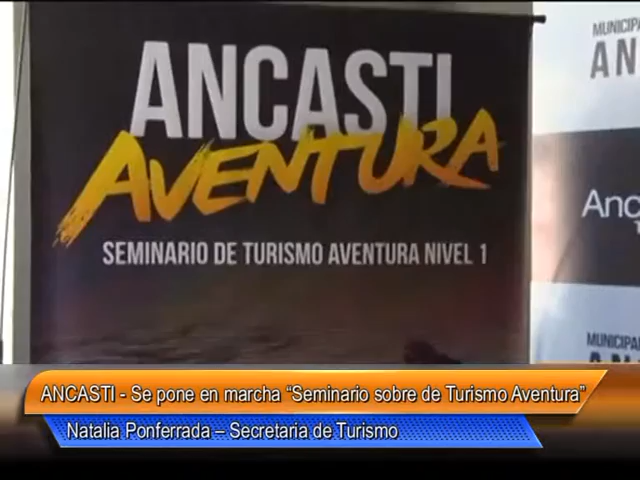 ANCASTI
AVENTURA
SEMINARIO DE TURISMO AVENTURA NIVEL 1
MUNICIPA
AN
Anc
MUNICIPA
ANCASTI - Se pone en marcha “Seminario sobre de Turismo Aventura”
Natalia Ponferrada – Secretaria de Turismo